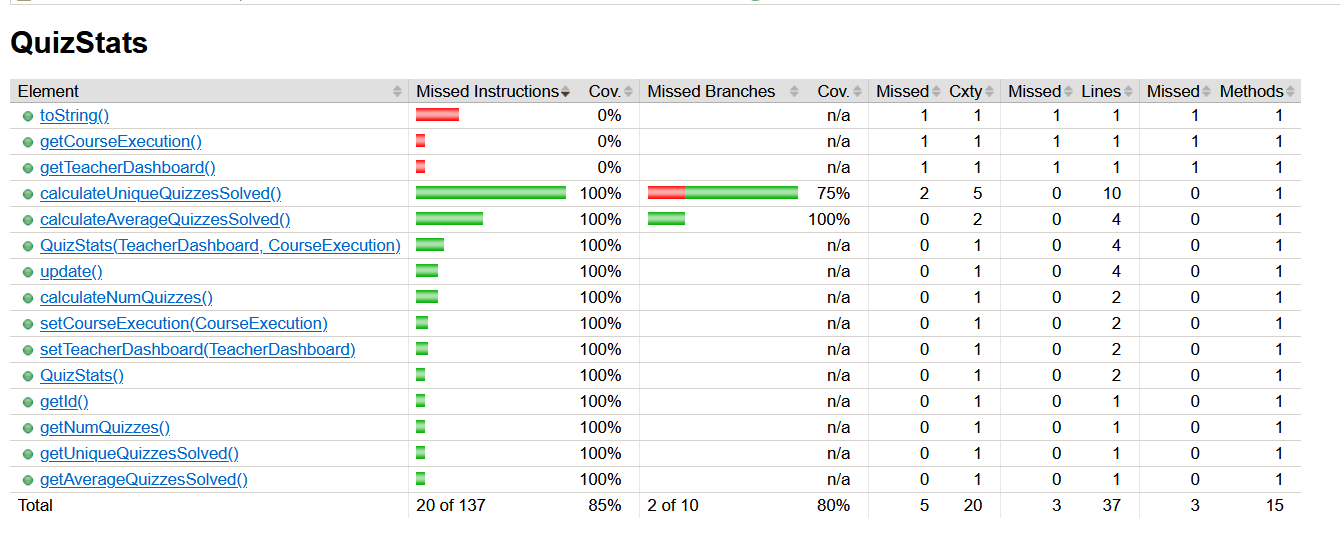 QuizStats
Element Missed Instructions Cov. Missed Branches Cov. Missed Cxty Missed Lines Missed Methods
toString() 0% n/a 1 1 1 1 1 1
getCourseExecution() 0% n/a 1 1 1 1 1 1
getTeacherDashboard() 0% n/a 1 1 1 1 1 1
calculateUniqueQuizzesSolved() 100% 75% 2 5 0 10 0 1
calculateAverageQuizzesSolved() 100% 100% 0 2 0 4 0 1
QuizStats(TeacherDashboard, CourseExecution) 100% n/a 0 1 0 4 0 1
update() 100% n/a 0 1 0 4 0 1
calculateNumQuizzes() 100% n/a 0 1 0 2 0 1
setCourseExecution(CourseExecution) 100% n/a 0 1 0 2 0 1
setTeacherDashboard(TeacherDashboard) 100% n/a 0 1 0 2 0 1
QuizStats() 100% n/a 0 1 0 2 0 1
getId() 100% n/a 0 1 0 1 0 1
getNumQuizzes() 100% n/a 0 1 0 1 0 1
getUniqueQuizzesSolved() 100% n/a 0 1 0 1 0 1
getAverageQuizzesSolved() 100% n/a 0 1 0 1 0 1
Total 20 of 137 85% 2 of 10 80% 5 20 3 37 3 15